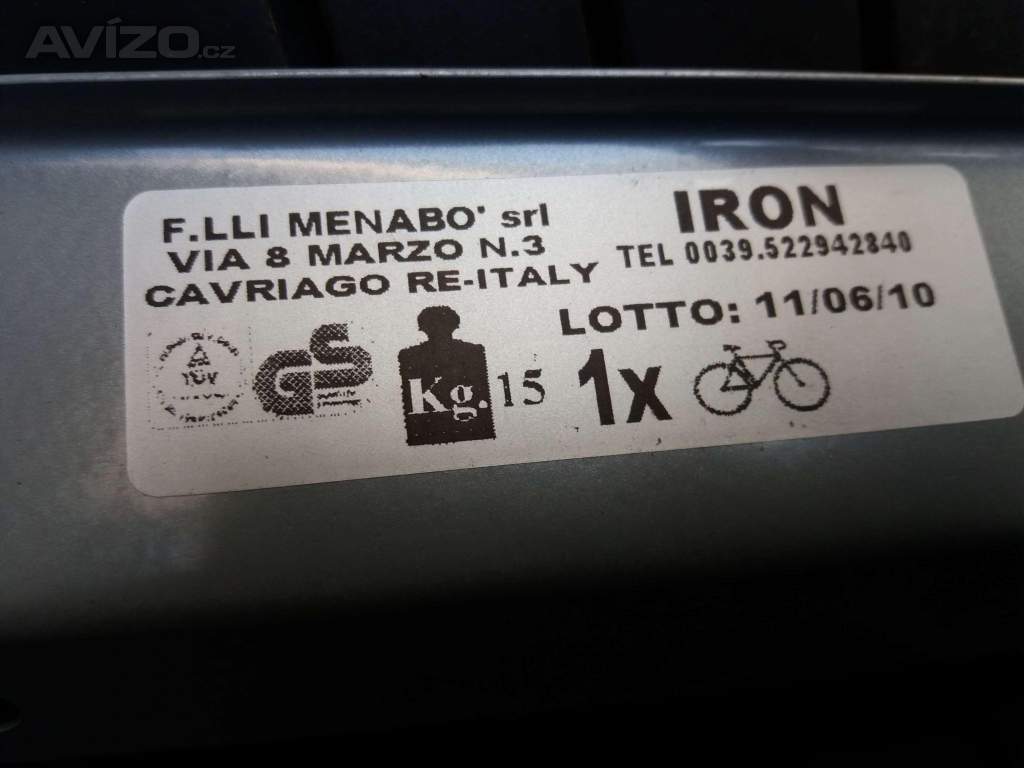 AVÍZO.cz
F.LLI MENABO' srl
VIA 8 MARZO N.3
CAVRIAGO RE-ITALY
IRON
TEL 0039.522942840
LOTTO: 11/06/10
TÜV
GS
Kg. 15
1x